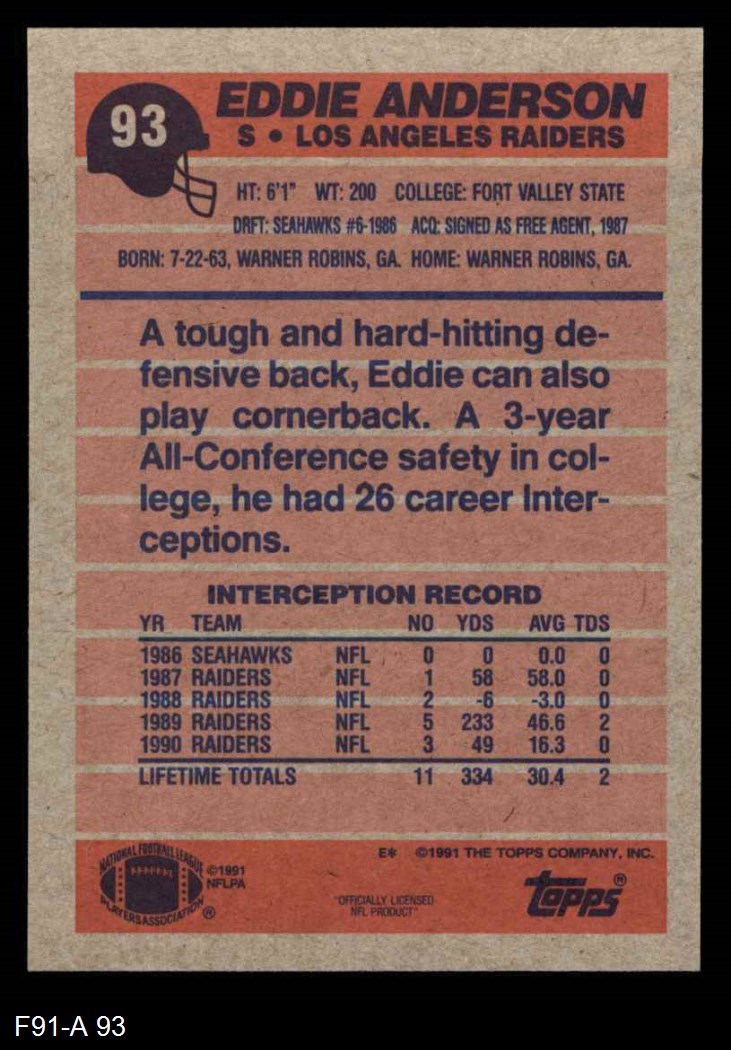 93
EDDIE ANDERSON
S • LOS ANGELES RAIDERS
HT: 6'1" WT: 200 COLLEGE: FORT VALLEY STATE
DRFT: SEAHAWKS #6-1986 ACQ: SIGNED AS FREE AGENT, 1987
BORN: 7-22-63, WARNER ROBINS, GA. HOME: WARNER ROBINS, GA.
A tough and hard-hitting de-
fensive back, Eddie can also
play cornerback. A 3-year
All-Conference safety in col-
lege, he had 26 career Inter-
ceptions.
INTERCEPTION RECORD
YR TEAM NO YDS AVG TDS
1986 SEAHAWKS NFL 0 0 0.0 0
1987 RAIDERS NFL 1 58 58.0 0
1988 RAIDERS NFL 2 -6 -3.0 0
1989 RAIDERS NFL 5 233 46.6 2
1990 RAIDERS NFL 3 49 16.3 0
LIFETIME TOTALS 11 334 30.4 2
E* ©1991 THE TOPPS COMPANY, INC.
NATIONAL FOOTBALL LEAGUE
PLAYERS ASSOCIATION ®
©1991
NFLPA
"OFFICIALLY LICENSED
NFL PRODUCT"
topps®
F91-A 93